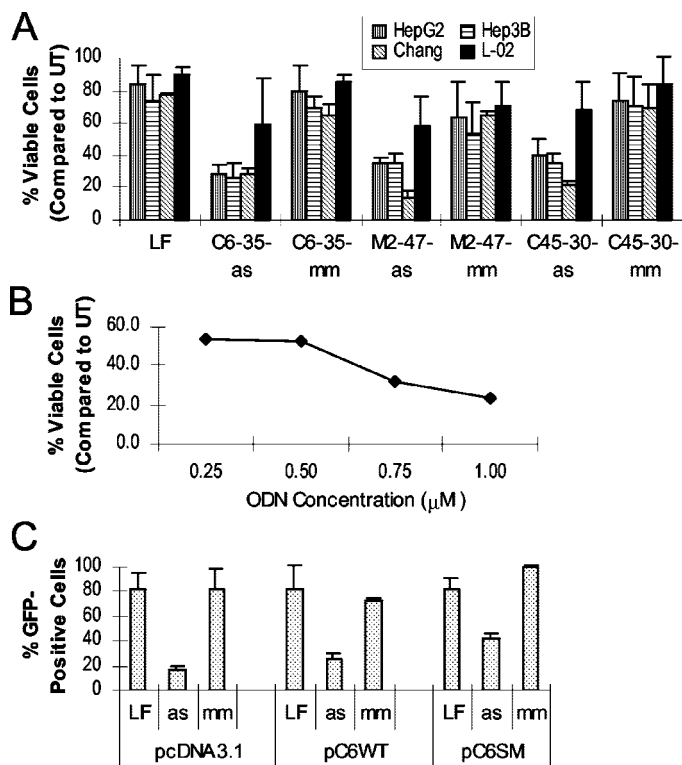 A
HepG2 Hep3B
Chang L-02
% Viable Cells
(Compared to UT)
100
80
60
40
20
0
LF C6-35- C6-35- M2-47- M2-47- C45-30- C45-30-
as mm as mm as mm
B
% Viable Cells
(Compared to UT)
60.0
40.0
20.0
0.0
0.25 0.50 0.75 1.00
ODN Concentration (μM)
C
% GFP-
Positive Cells
100
80
60
40
20
0
LF as mm LF as mm LF as mm
pcDNA3.1 pC6WT pC6SM